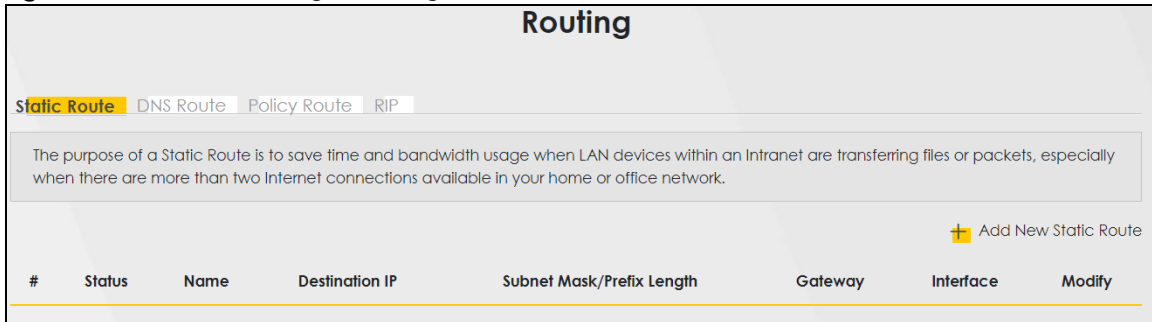 Routing
Static Route DNS Route Policy Route RIP
The purpose of a Static Route is to save time and bandwidth usage when LAN devices within an Intranet are transferring files or packets, especially
when there are more than two Internet connections available in your home or office network.
+ Add New Static Route
# Status Name Destination IP Subnet Mask/Prefix Length Gateway Interface Modify